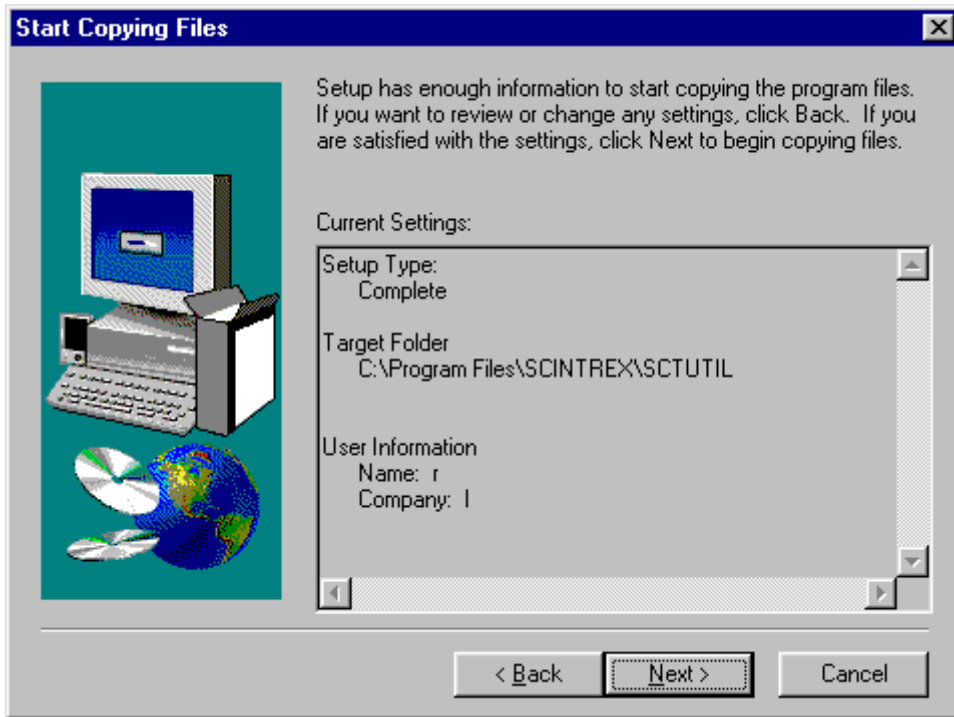 Start Copying Files
Setup has enough information to start copying the program files.
If you want to review or change any settings, click Back. If you
are satisfied with the settings, click Next to begin copying files.
Current Settings:
Setup Type:
Complete
Target Folder
C:\Program Files\SCINTREX\SCTUTIL
User Information
Name: r
Company: l
< Back
Next >
Cancel